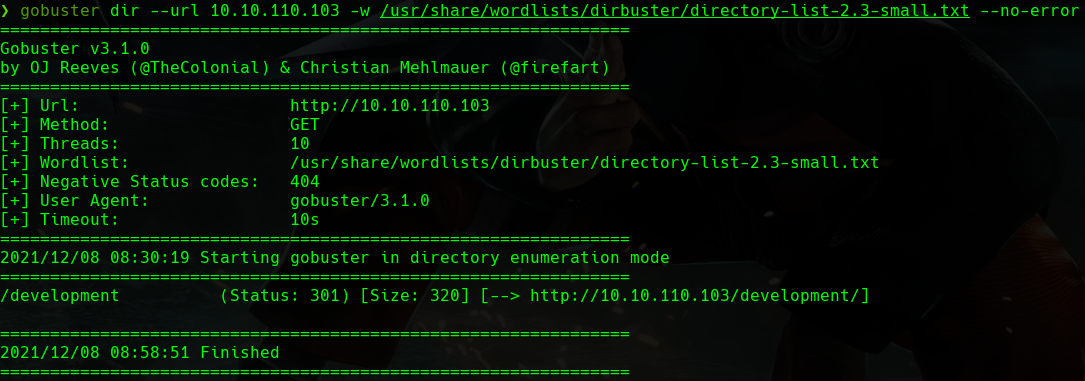 ❯ gobuster dir --url 10.10.110.103 -w /usr/share/wordlists/dirbuster/directory-list-2.3-small.txt --no-error
===============================================================
Gobuster v3.1.0
by OJ Reeves (@TheColonial) & Christian Mehlmauer (@firefart)
===============================================================
[+] Url:                     http://10.10.110.103
[+] Method:                  GET
[+] Threads:                 10
[+] Wordlist:                /usr/share/wordlists/dirbuster/directory-list-2.3-small.txt
[+] Negative Status codes:   404
[+] User Agent:              gobuster/3.1.0
[+] Timeout:                 10s
===============================================================
2021/12/08 08:30:19 Starting gobuster in directory enumeration mode
===============================================================
/development          (Status: 301) [Size: 320] [--> http://10.10.110.103/development/]
===============================================================
2021/12/08 08:58:51 Finished
===============================================================